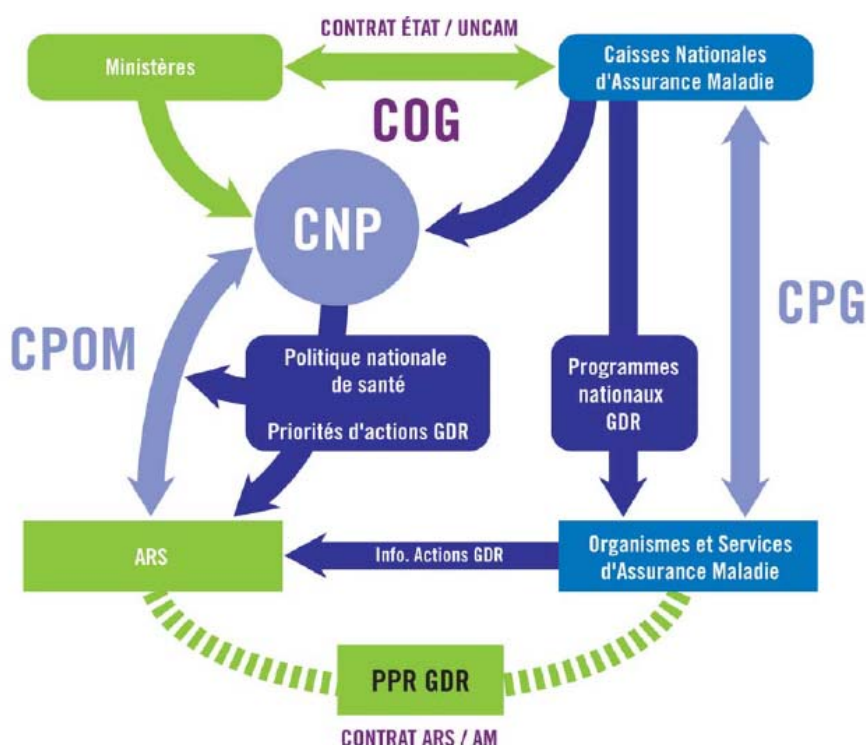 CONTRAT ÉTAT / UNCAM
Ministères
Caisses Nationales
d'Assurance Maladie
COG
CNP
CPOM
CPG
Politique nationale
de santé
Priorités d'actions GDR
Programmes
nationaux
GDR
ARS
Info. Actions GDR
Organismes et Services
d'Assurance Maladie
PPR GDR
CONTRAT ARS / AM